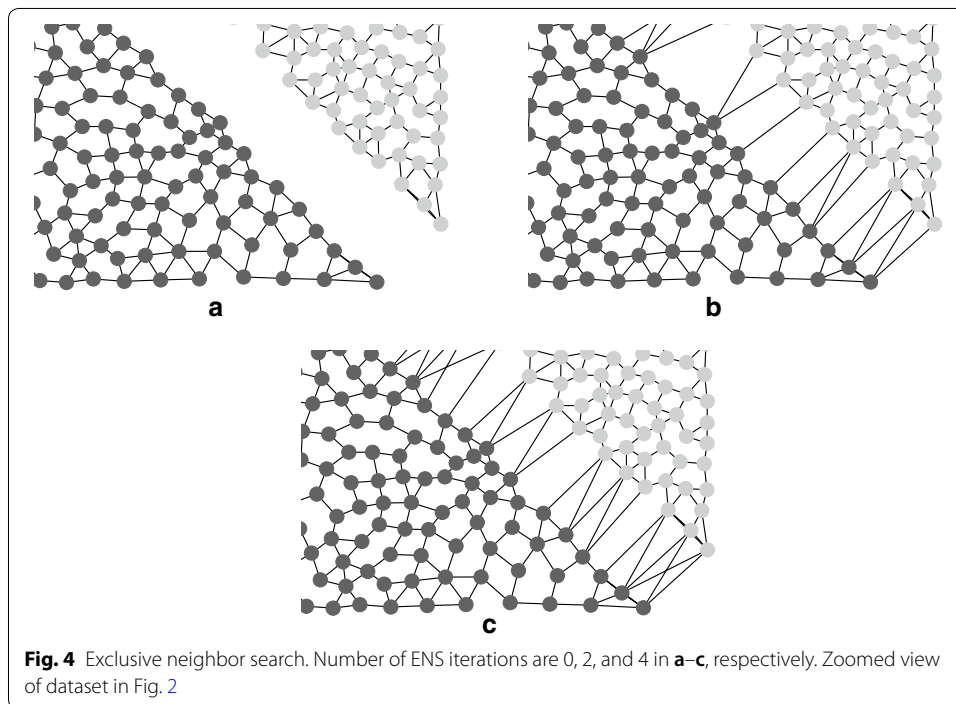 a
b
c
Fig. 4 Exclusive neighbor search. Number of ENS iterations are 0, 2, and 4 in a–c, respectively. Zoomed view
of dataset in Fig. 2